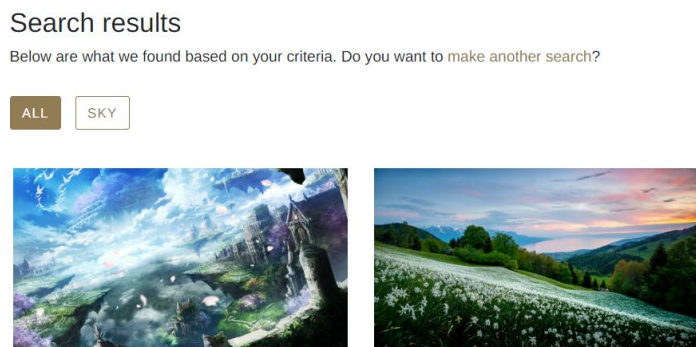 Search results
Below are what we found based on your criteria. Do you want to make another search?
ALL SKY